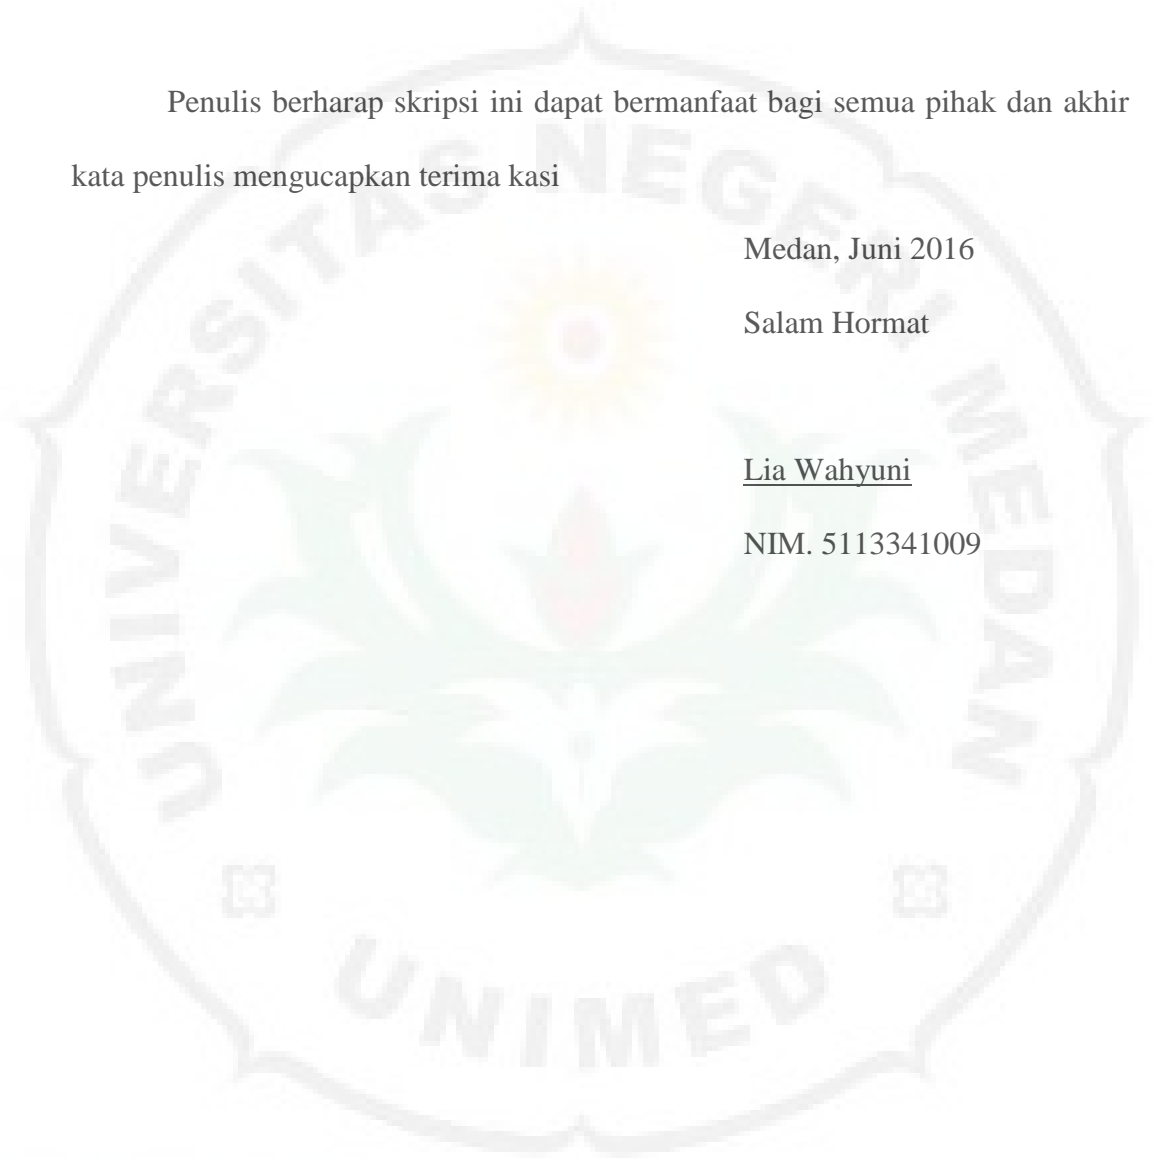 Penulis berharap skripsi ini dapat bermanfaat bagi semua pihak dan akhir
kata penulis mengucapkan terima kasi
Medan, Juni 2016
Salam Hormat
Lia Wahyuni
NIM. 5113341009
UNIVERSITAS NEGERI MEDAN
UNIMED